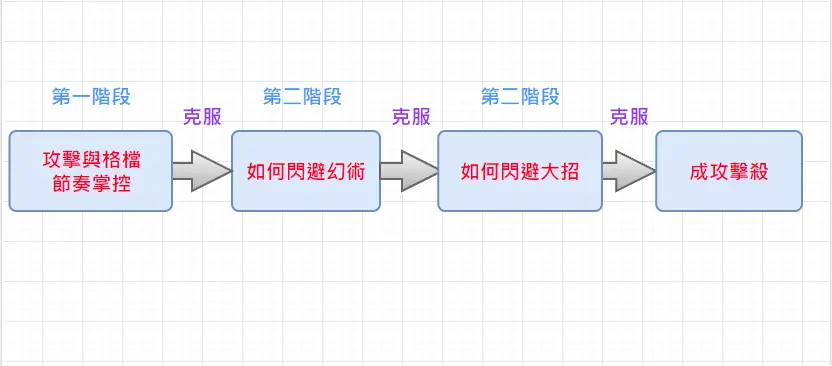 第一階段
克服
第二階段
克服
第二階段
克服
攻擊與格檔
節奏掌控
如何閃避幻術
如何閃避大招
成攻擊殺